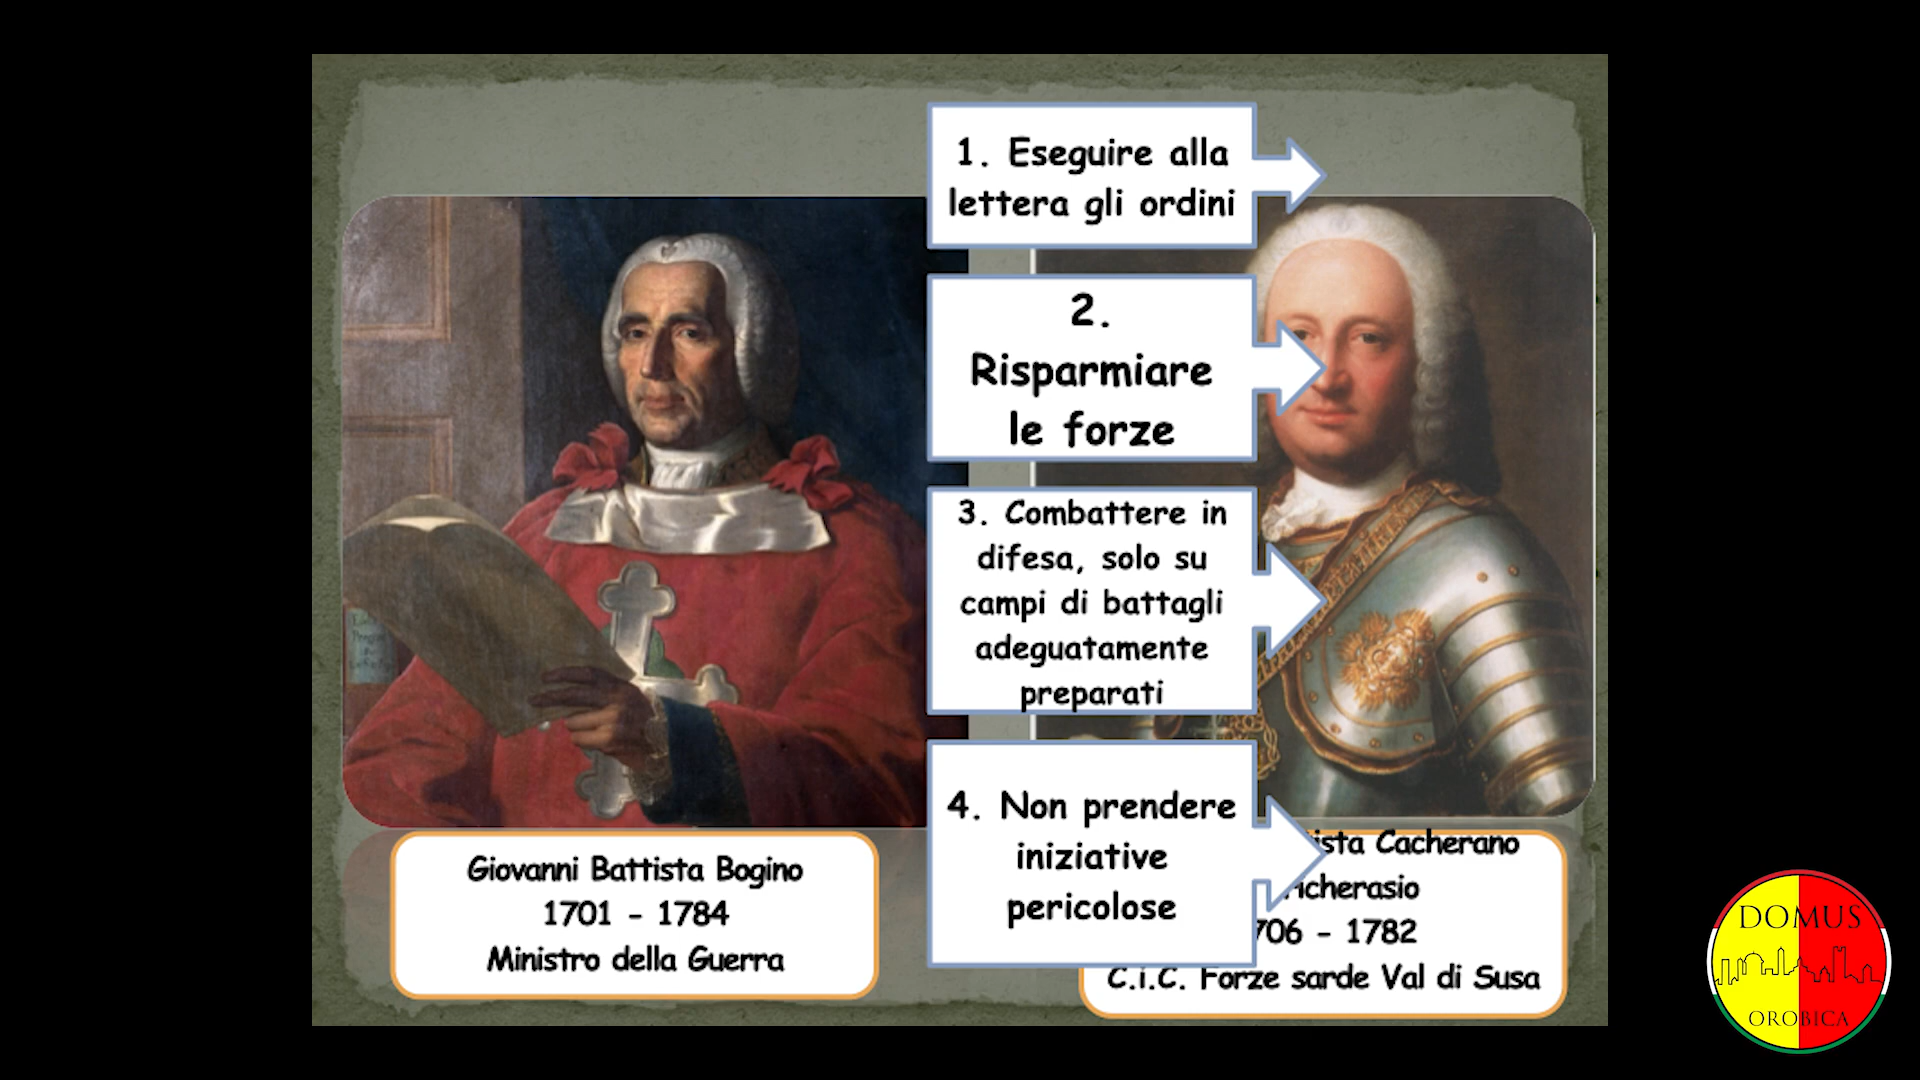 1. Eseguire alla
lettera gli ordini
2.
Risparmiare
le forze
3. Combattere in
difesa, solo su
campi di battagli
adeguatamente
preparati
4. Non prendere
iniziative
pericolose
Giovanni Battista Bogino
1701 - 1784
Ministro della Guerra
Cacherano
- 1782
C.i.C. Forze sarde Val di Susa
DOMUS
OROBICA